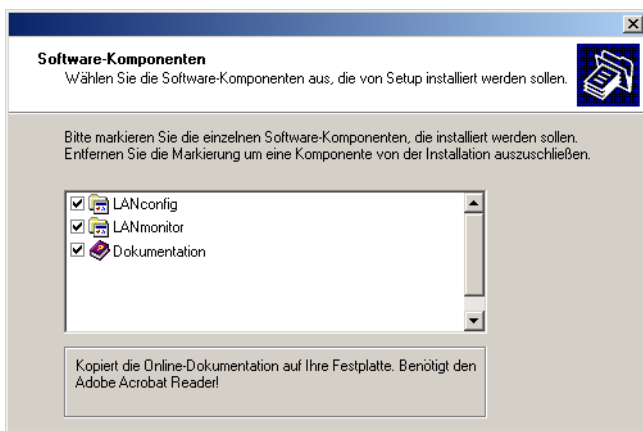 Software-Komponenten
Wählen Sie die Software-Komponenten aus, die von Setup installiert werden sollen.
Bitte markieren Sie die einzelnen Software-Komponenten, die installiert werden sollen.
Entfernen Sie die Markierung um eine Komponente von der Installation auszuschließen.
LANconfig
LANmonitor
Dokumentation
Kopiert die Online-Dokumentation auf Ihre Festplatte. Benötigt den
Adobe Acrobat Reader!